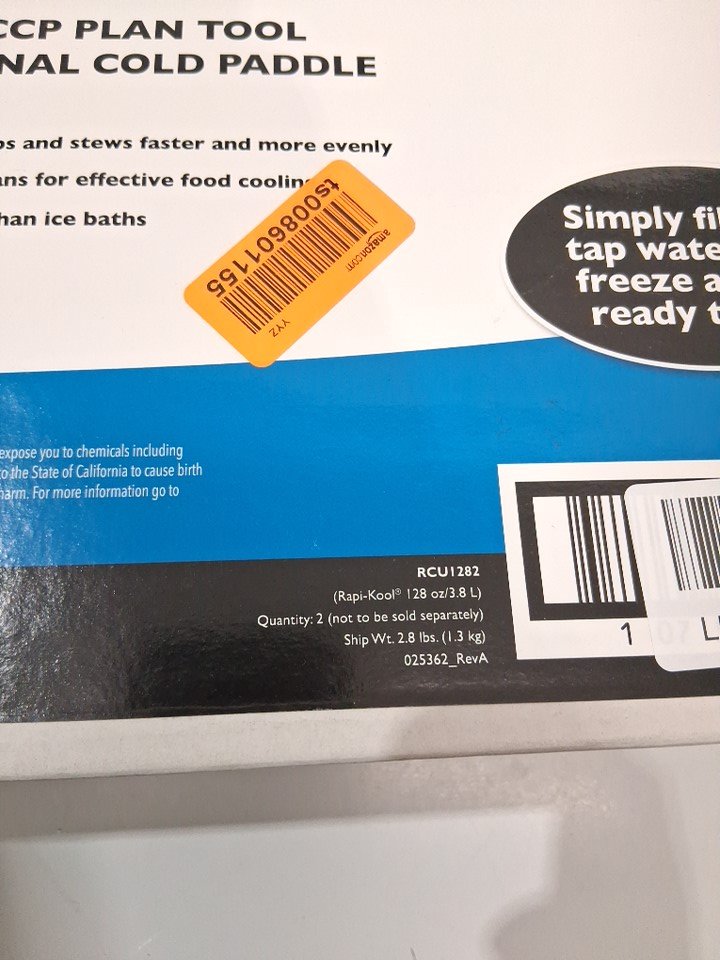 CCP PLAN TOOL
NAL COLD PADDLE
ps and stews faster and more evenly
ans for effective food coolin
han ice baths
ts008601155
amazon.com
YYZ
Simply fil
tap wate
freeze a
ready t
expose you to chemicals including
to the State of California to cause birth
harm. For more information go to
RCU1282
(Rapi-Kool® 128 oz/3.8 L)
Quantity: 2 (not to be sold separately)
Ship Wt. 2.8 lbs. (1.3 kg)
025362_RevA
1 07